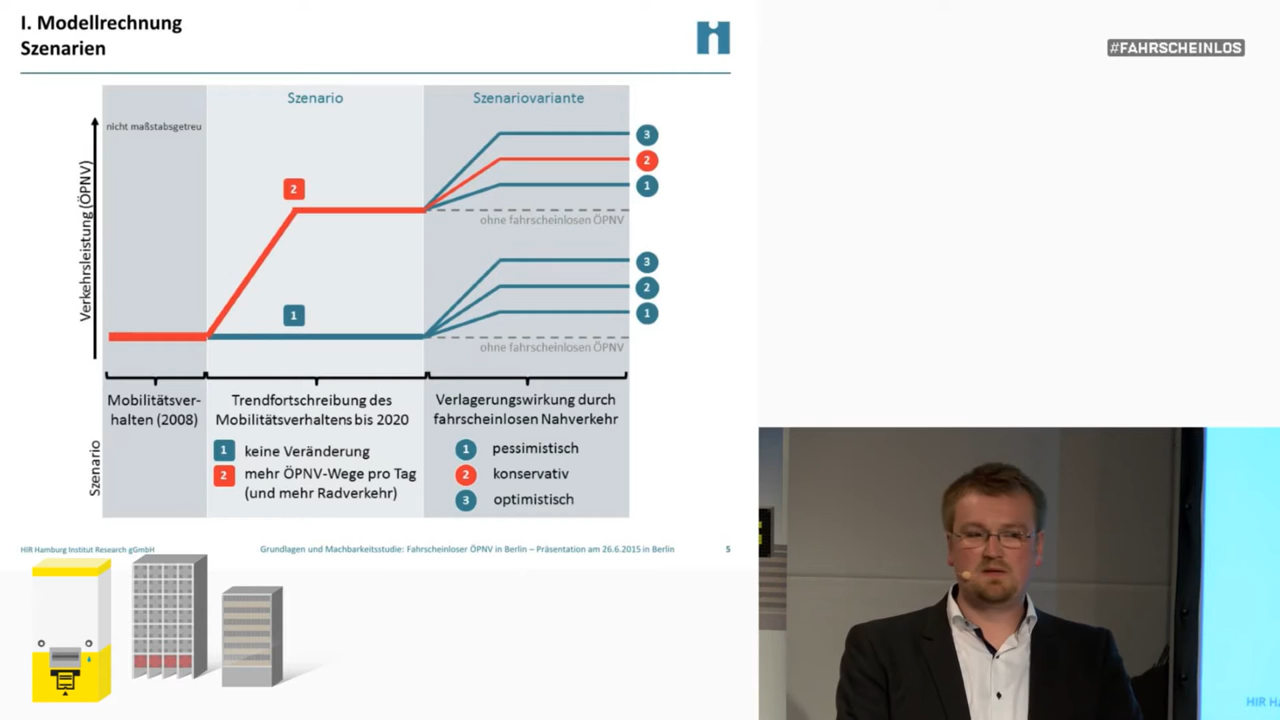 I. Modellrechnung
Szenarien
#FAHRSCHEINLOS
Szenario
Szenariovariante
nicht maßstabsgetreu
Verkehrsleistung (ÖPNV)
3
2
1
2
ohne fahrscheinlosen ÖPNV
3
2
1
1
ohne fahrscheinlosen ÖPNV
Szenario
Mobilitätsver-
halten (2008)
Trendfortschreibung des
Mobilitätsverhaltens bis 2020
1 keine Veränderung
2 mehr ÖPNV-Wege pro Tag
(und mehr Radverkehr)
Verlagerungswirkung durch
fahrscheinlosen Nahverkehr
1 pessimistisch
2 konservativ
3 optimistisch
HIR Hamburg Institut Research gGmbH
Grundlagen und Machbarkeitsstudie: Fahrscheinloser ÖPNV in Berlin – Präsentation am 26.6.2015 in Berlin
5
HIR HA